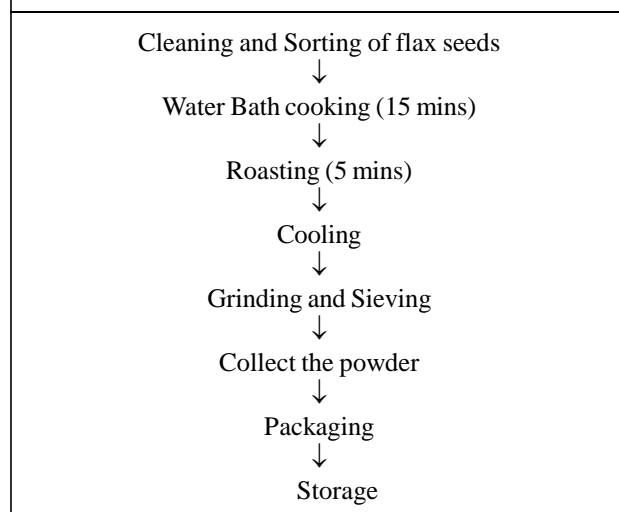 Cleaning and Sorting of flax seeds
↓
Water Bath cooking (15 mins)
↓
Roasting (5 mins)
↓
Cooling
↓
Grinding and Sieving
↓
Collect the powder
↓
Packaging
↓
Storage